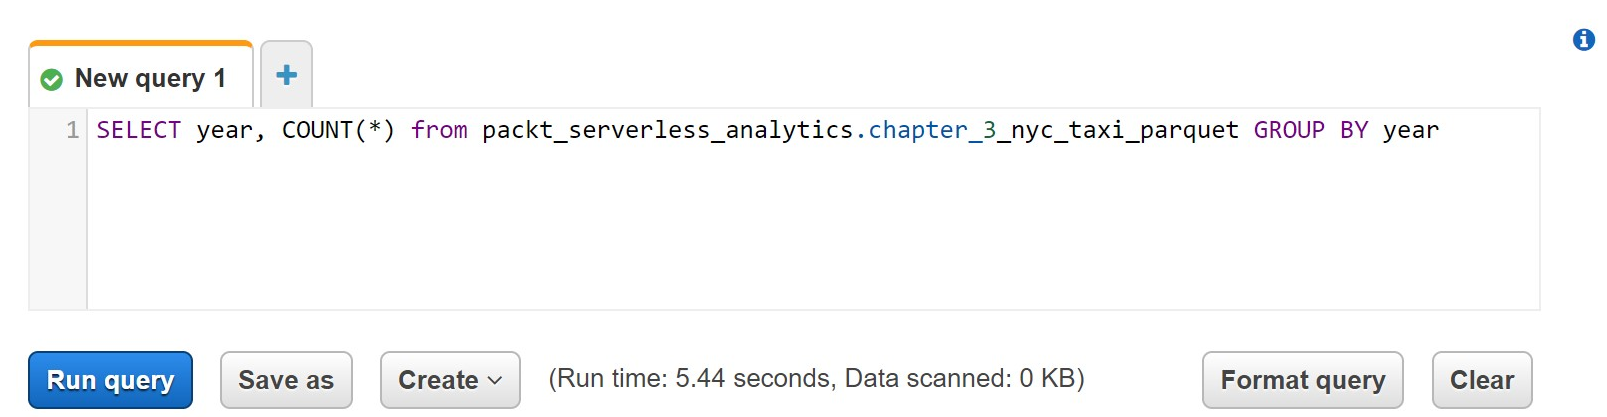 New query 1
+
1 SELECT year, COUNT(*) from packt_serverless_analytics.chapter_3_nyc_taxi_parquet GROUP BY year
Run query Save as Create (Run time: 5.44 seconds, Data scanned: 0 KB) Format query Clear